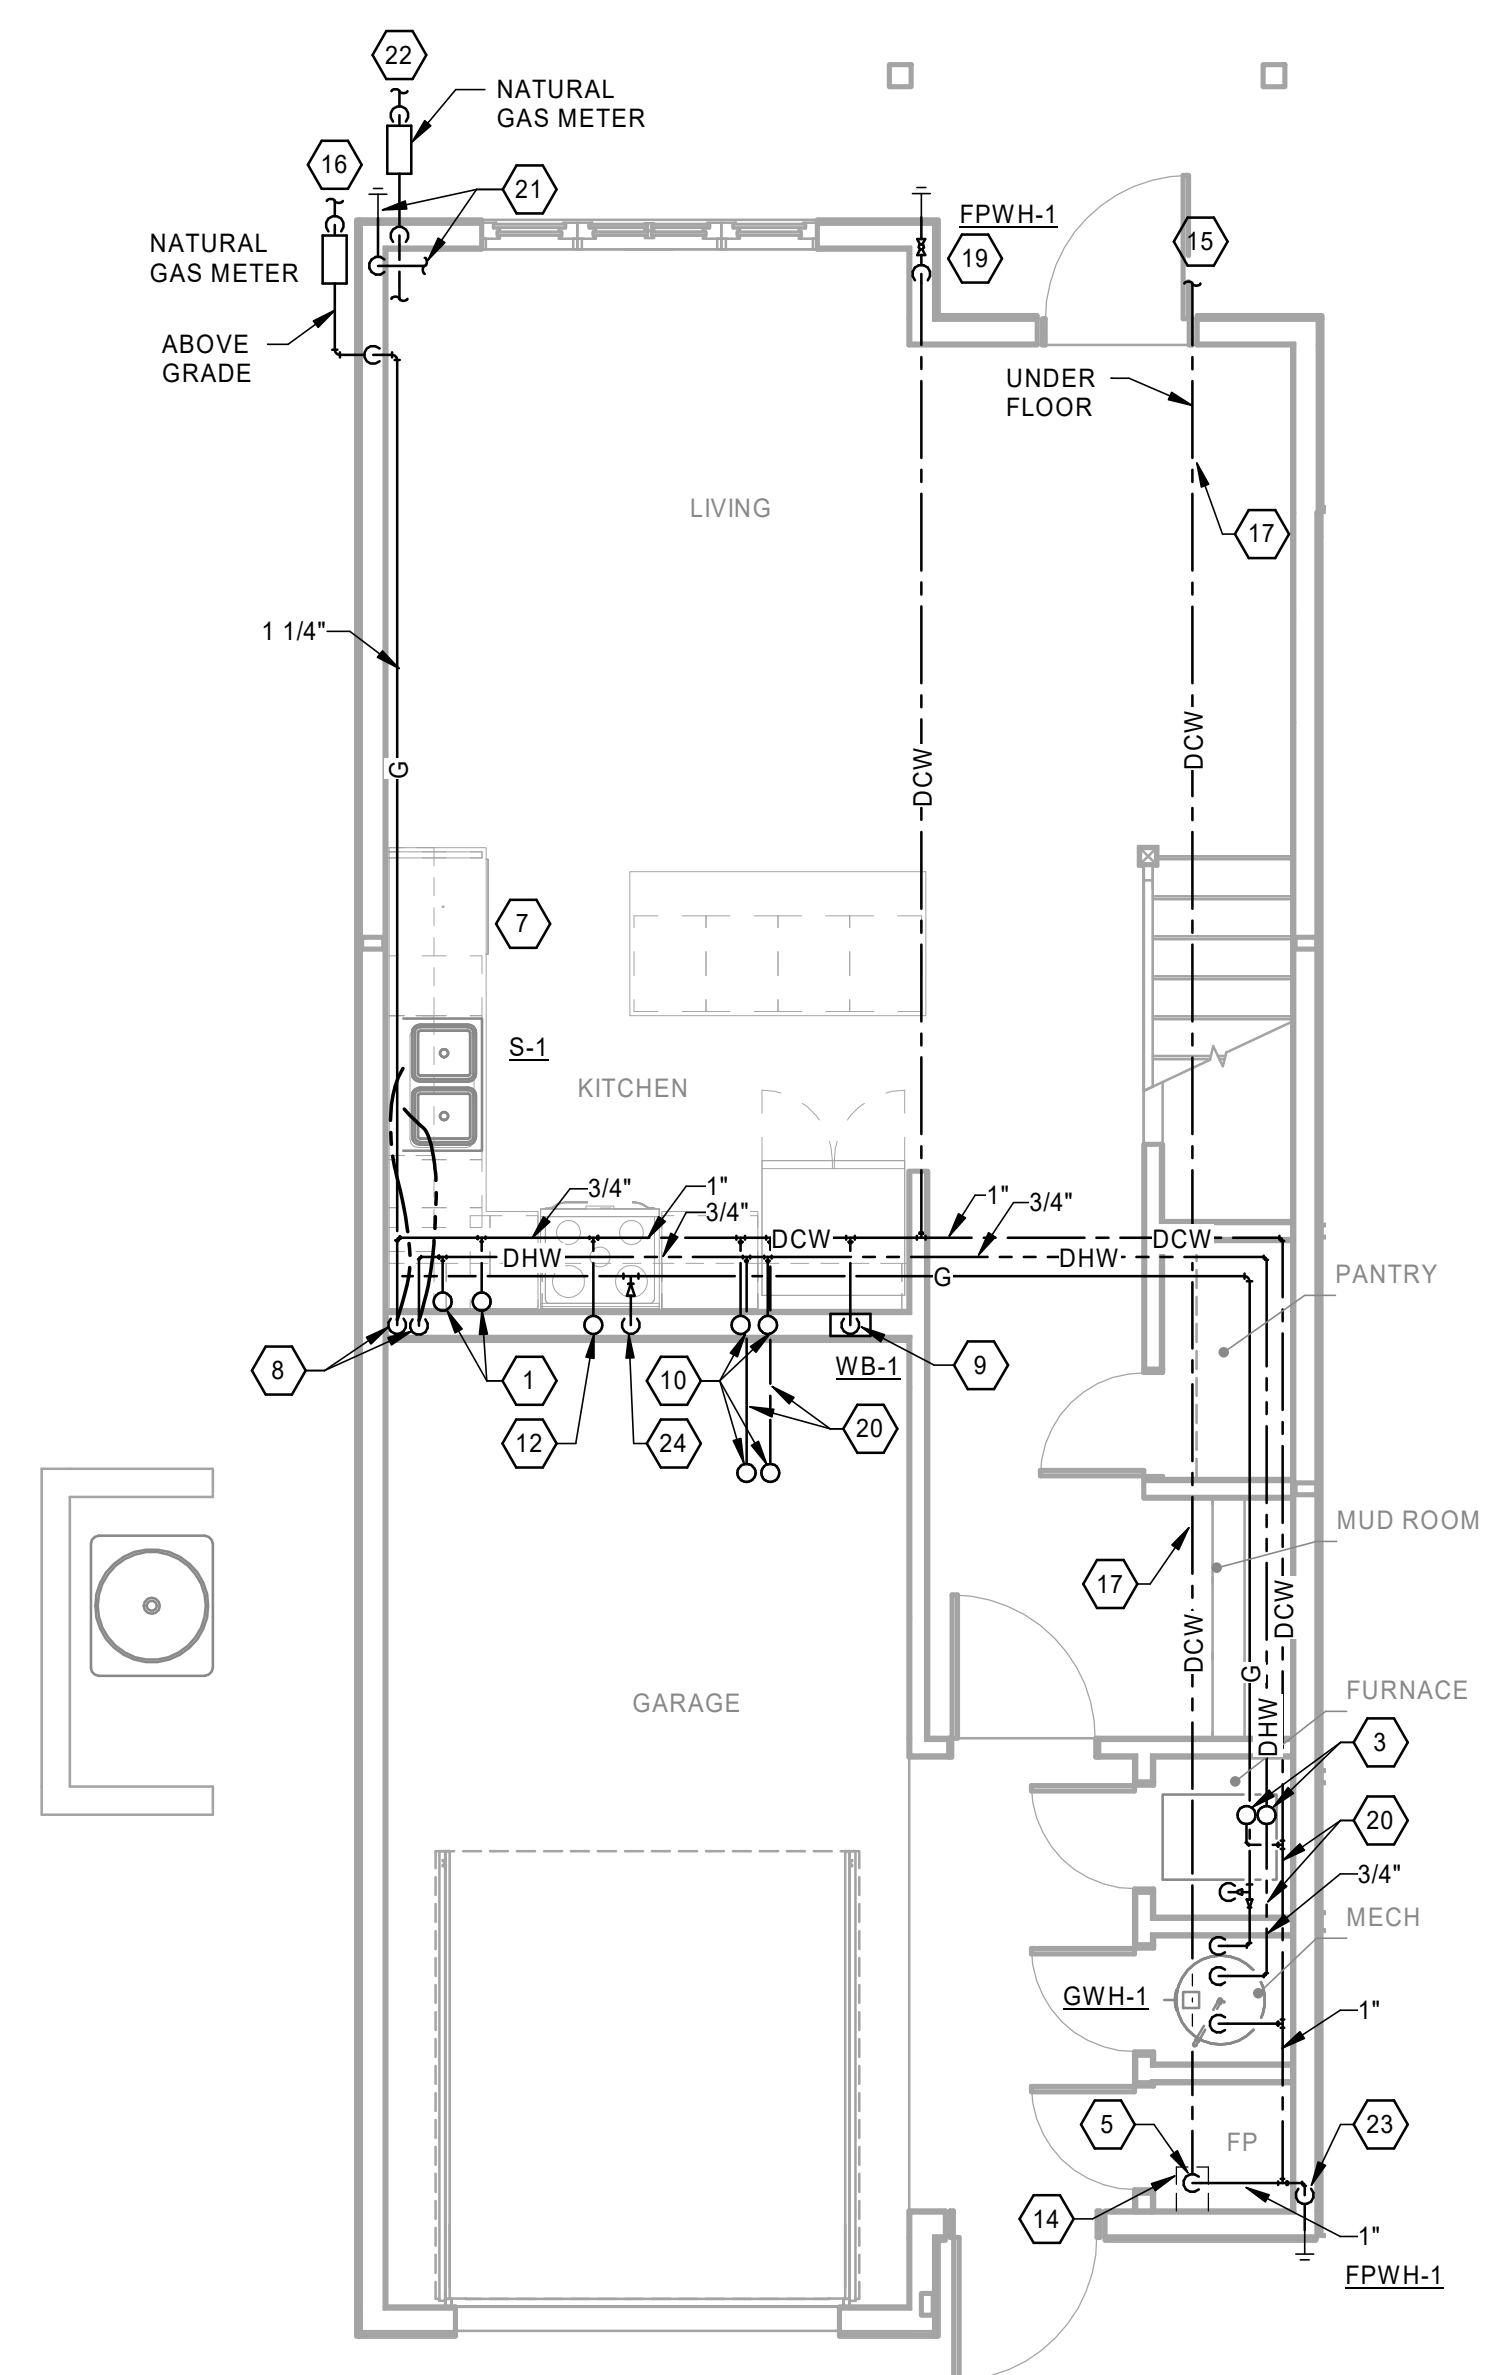 22
NATURAL
GAS METER
16
21
NATURAL
GAS METER
FPWH-1
19
15
ABOVE
GRADE
UNDER
FLOOR
LIVING
17
1 1/4"
G
DCW
DCW
7
S-1
KITCHEN
3/4"
1"
3/4"
1"
3/4"
DCW
DCW
DHW
DHW
G
PANTRY
8
1
10
WB-1
9
12
24
20
MUD ROOM
17
DCW
DCW
G
DHW
GARAGE
FURNACE
3
20
3/4"
MECH
GWH-1
1"
5
FP
23
14
1"
FPWH-1